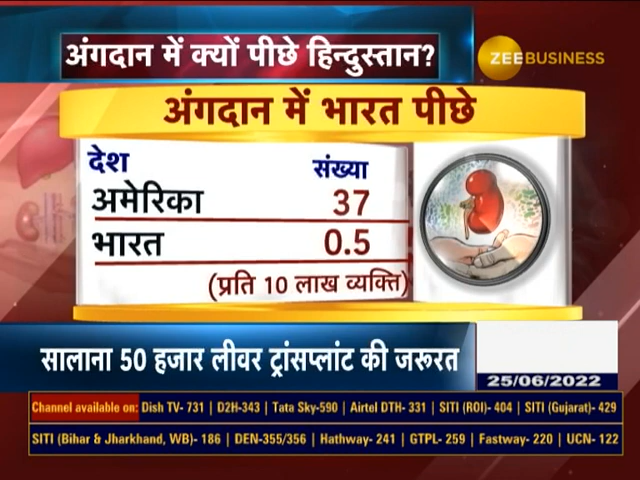 अंगदान में क्यों पीछे हिन्दुस्तान?
ZEE BUSINESS
अंगदान में भारत पीछे
देश संख्या
अमेरिका 37
भारत 0.5
(प्रति 10 लाख व्यक्ति)
सालाना 50 हजार लीवर ट्रांसप्लांट की जरूरत
25/06/2022
Channel available on: Dish TV- 731 | D2H-343 | Tata Sky-590 | Airtel DTH- 331 | SITI (ROI)- 404 | SITI (Gujarat)- 429
SITI (Bihar & Jharkhand, WB)- 186 | DEN-355/356 | Hathway- 241 | GTPL- 259 | Fastway- 220 | UCN- 122